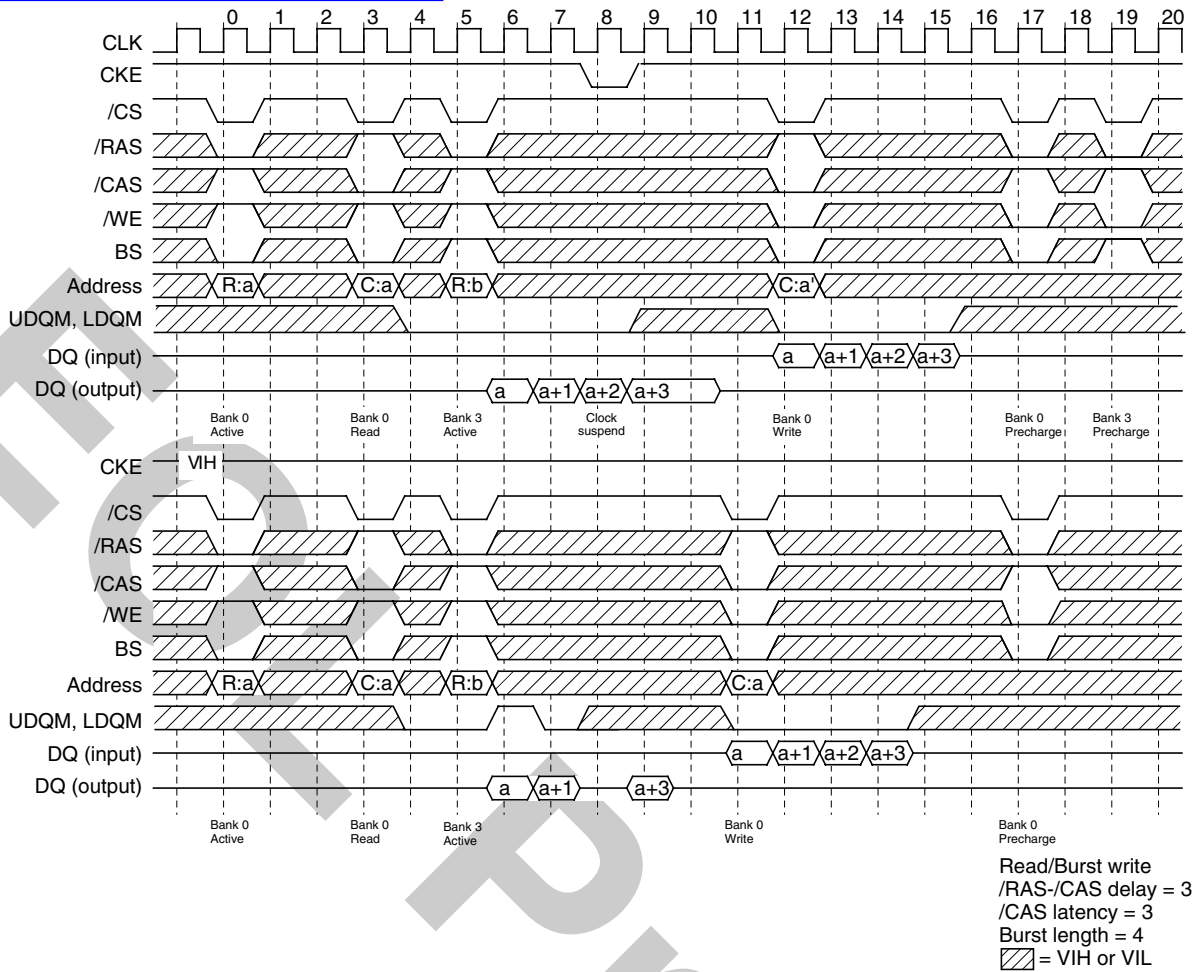 0 1 2 3 4 5 6 7 8 9 10 11 12 13 14 15 16 17 18 19 20
CLK
CKE
/CS
/RAS
/CAS
/WE
BS
Address R:a C:a R:b C:a'
UDQM, LDQM
DQ (input) a a+1 a+2 a+3
DQ (output) a a+1 a+2 a+3
Bank 0 Bank 0 Bank 3 Clock Bank 0 Bank 0 Bank 3
Active Read Active suspend Write Precharge Precharge
CKE VIH
/CS
/RAS
/CAS
/WE
BS
Address R:a C:a R:b C:a
UDQM, LDQM
DQ (input) a a+1 a+2 a+3
DQ (output) a a+1 a+3
Bank 0 Bank 0 Bank 3 Bank 0 Bank 0
Active Read Active Write Precharge
Read/Burst write
/RAS-/CAS delay = 3
/CAS latency = 3
Burst length = 4
= VIH or VIL